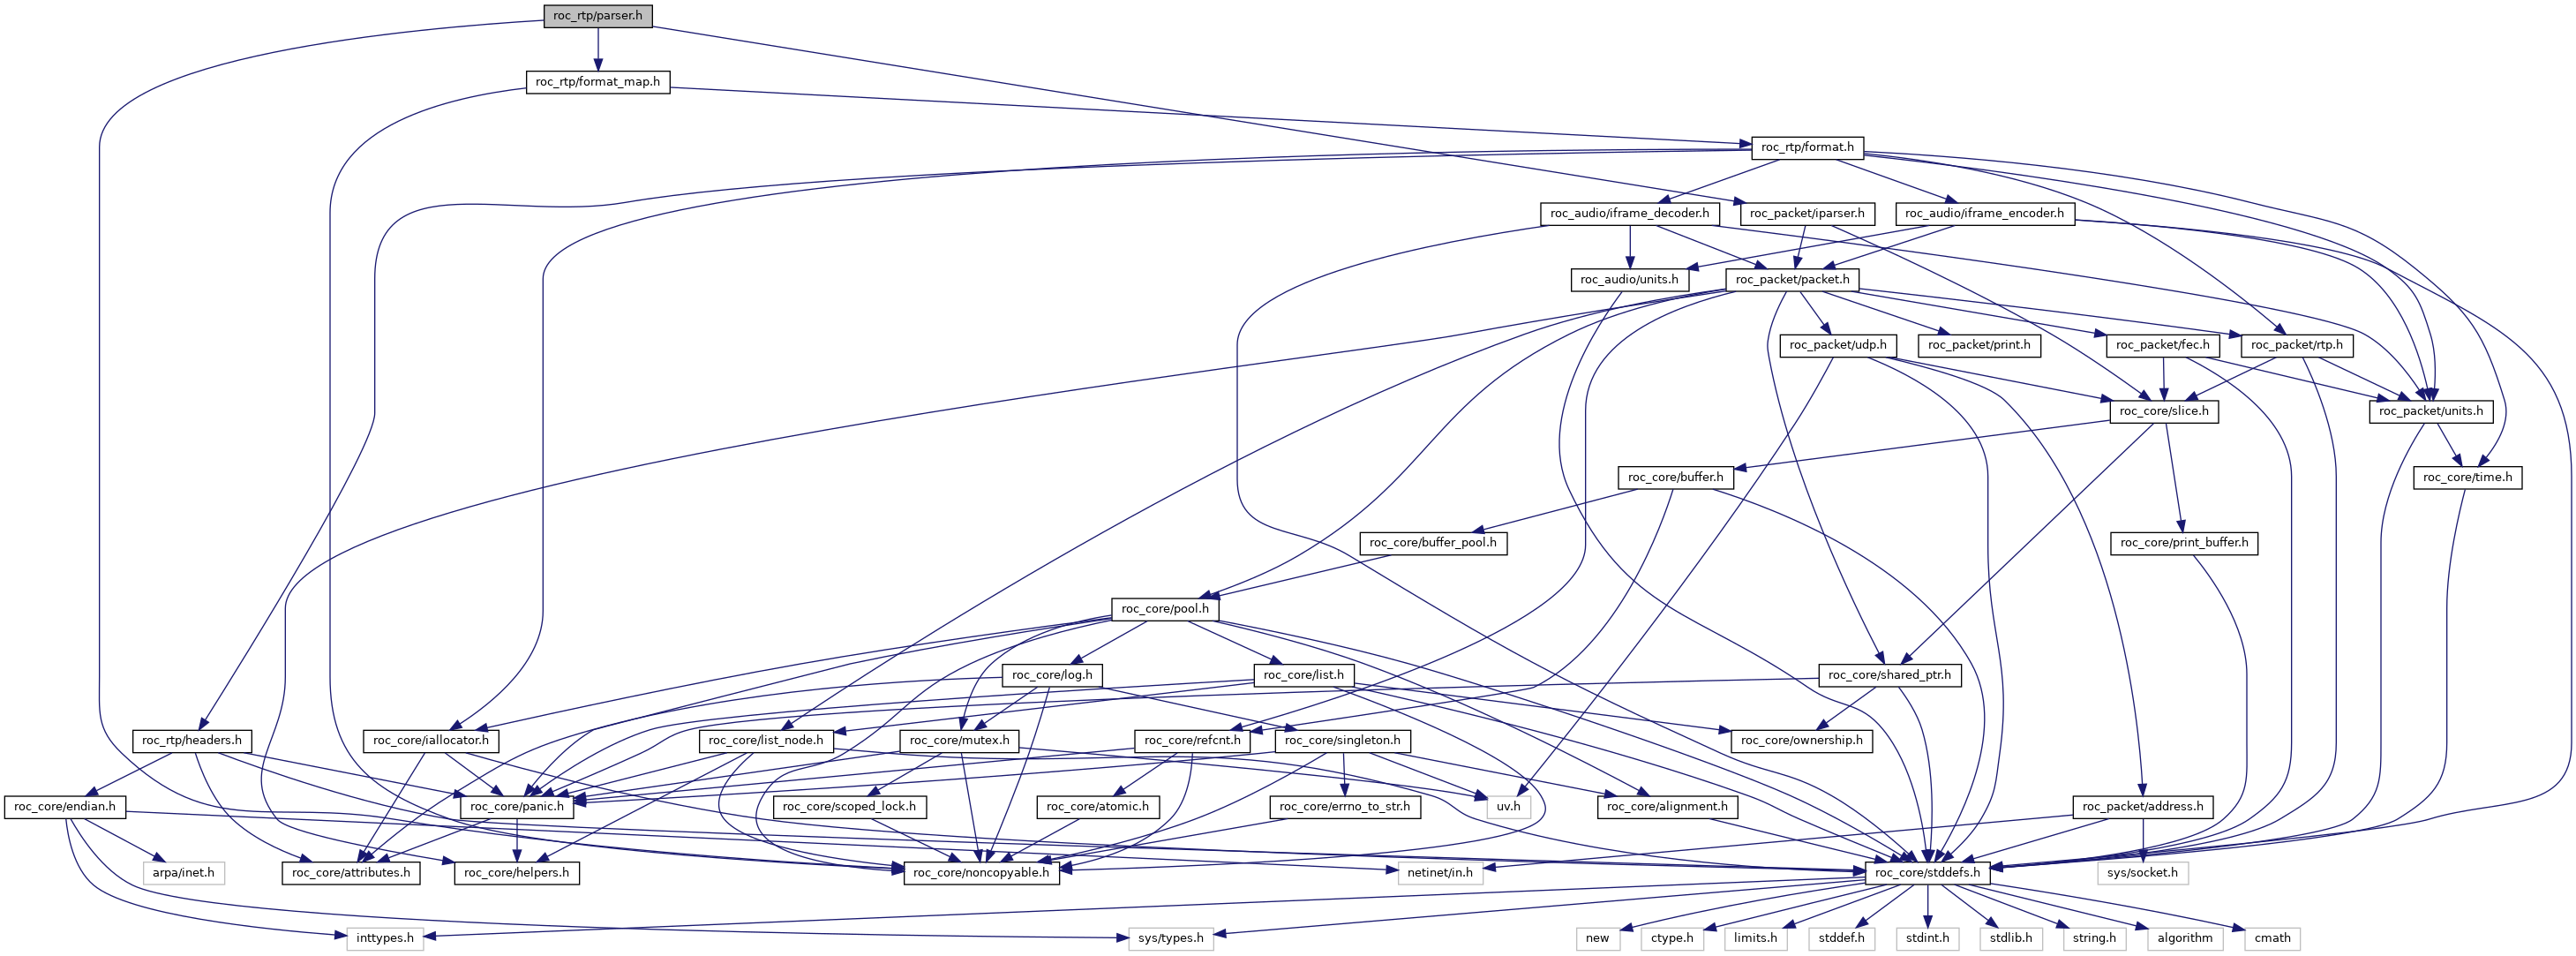 roc_rtp/parser.h
roc_rtp/format_map.h
roc_rtp/format.h
roc_audio/iframe_decoder.h
roc_packet/iparser.h
roc_audio/iframe_encoder.h
roc_audio/units.h
roc_packet/packet.h
roc_packet/udp.h
roc_packet/print.h
roc_packet/fec.h
roc_packet/rtp.h
roc_core/slice.h
roc_packet/units.h
roc_core/buffer.h
roc_core/time.h
roc_core/buffer_pool.h
roc_core/print_buffer.h
roc_core/pool.h
roc_core/log.h
roc_core/list.h
roc_core/shared_ptr.h
roc_rtp/headers.h
roc_core/iallocator.h
roc_core/list_node.h
roc_core/mutex.h
roc_core/refcnt.h
roc_core/singleton.h
roc_core/ownership.h
roc_core/endian.h
roc_core/panic.h
roc_core/scoped_lock.h
roc_core/atomic.h
roc_core/errno_to_str.h
uv.h
roc_core/alignment.h
roc_packet/address.h
arpa/inet.h
roc_core/attributes.h
roc_core/helpers.h
roc_core/noncopyable.h
netinet/in.h
roc_core/stddefs.h
sys/socket.h
inttypes.h
sys/types.h
new
ctype.h
limits.h
stddef.h
stdint.h
stdlib.h
string.h
algorithm
cmath